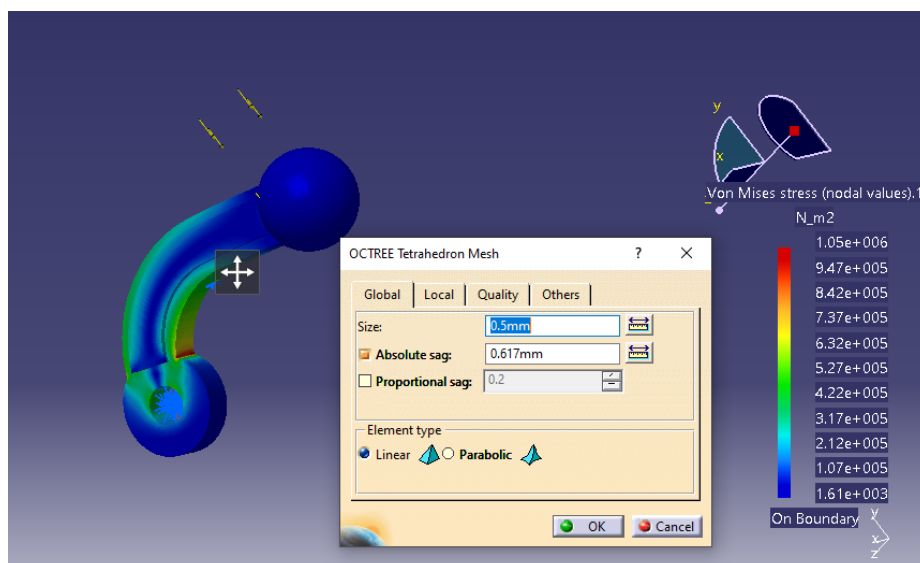 y
x
Von Mises stress (nodal values).1
N_m2
1.05e+006
9.47e+005
8.42e+005
7.37e+005
6.32e+005
5.27e+005
4.22e+005
3.17e+005
2.12e+005
1.07e+005
1.61e+003
On Boundary
y
x
z
OCTREE Tetrahedron Mesh ? ×
Global Local Quality Others
Size: 0.5mm
Absolute sag: 0.617mm
Proportional sag: 0.2
Element type
Linear Parabolic
OK Cancel